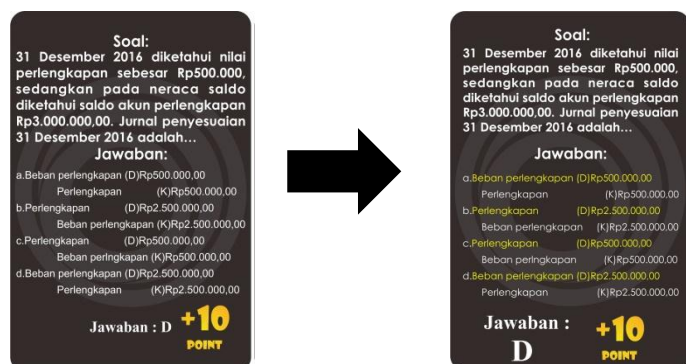 Soal:
31 Desember 2016 diketahui nilai
perlengkapan sebesar Rp500.000,
sedangkan pada neraca saldo
diketahui saldo akun perlengkapan
Rp3.000.000,00. Jurnal penyesuaian
31 Desember 2016 adalah...
Jawaban:
a.Beban perlengkapan (D)Rp500.000,00
Perlengkapan (K)Rp500.000,00
b.Perlengkapan (D)Rp2.500.000,00
Beban perlengkapan (K)Rp2.500.000,00
c.Perlengkapan (D)Rp500.000,00
Beban perlngkapan (K)Rp500.000,00
d.Beban perlengkapan (D)Rp2.500.000,00
Perlengkapan (K)Rp2.500.000,00
Jawaban : D
+10
POINT
Soal:
31 Desember 2016 diketahui nilai
perlengkapan sebesar Rp500.000,
sedangkan pada neraca saldo
diketahui saldo akun perlengkapan
Rp3.000.000,00. Jurnal penyesuaian
31 Desember 2016 adalah...
Jawaban:
a.Beban perlengkapan (D)Rp500.000,00
Perlengkapan (K)Rp500.000,00
b.Perlengkapan (D)Rp2.500.000,00
Beban perlengkapan (K)Rp2.500.000,00
c.Perlengkapan (D)Rp500.000,00
Beban perlngkapan (K)Rp500.000,00
d.Beban perlengkapan (D)Rp2.500.000,00
Perlengkapan (K)Rp2.500.000,00
Jawaban :
D
+10
POINT